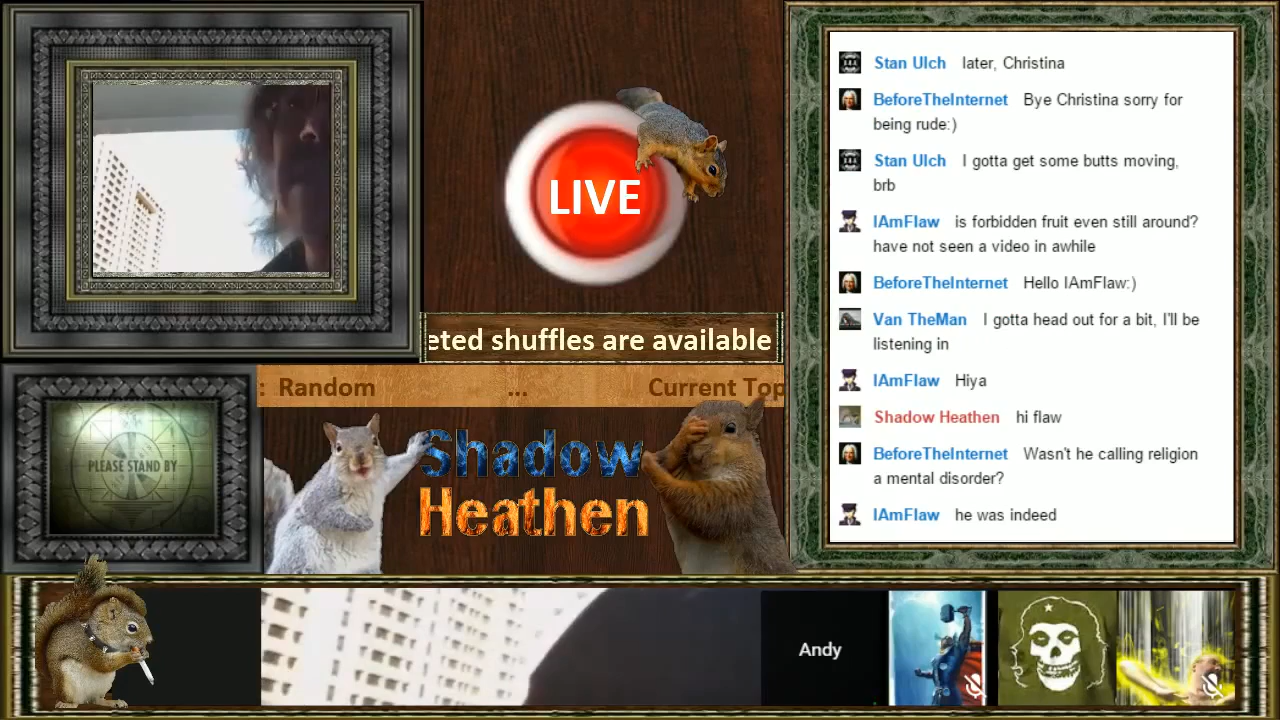 LIVE
eted shuffles are available
: Random ... Current Top
PLEASE STAND BY
Shadow
Heathen
Stan Ulch later, Christina
BeforeTheInternet Bye Christina sorry for
being rude:)
Stan Ulch I gotta get some butts moving,
brb
IAmFlaw is forbidden fruit even still around?
have not seen a video in awhile
BeforeTheInternet Hello IAmFlaw:)
Van TheMan I gotta head out for a bit, I'll be
listening in
IAmFlaw Hiya
Shadow Heathen hi flaw
BeforeTheInternet Wasn't he calling religion
a mental disorder?
IAmFlaw he was indeed
Andy